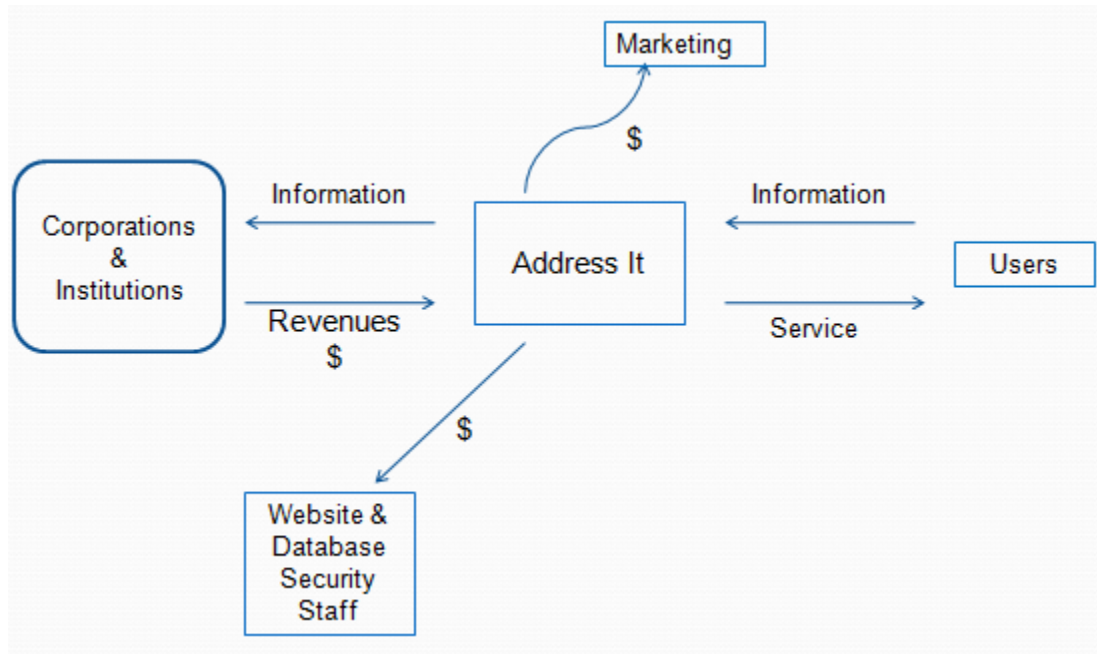 Marketing
$
Information
Information
Corporations
&
Institutions
Address It
Users
Revenues
$
Service
$
Website &
Database
Security
Staff